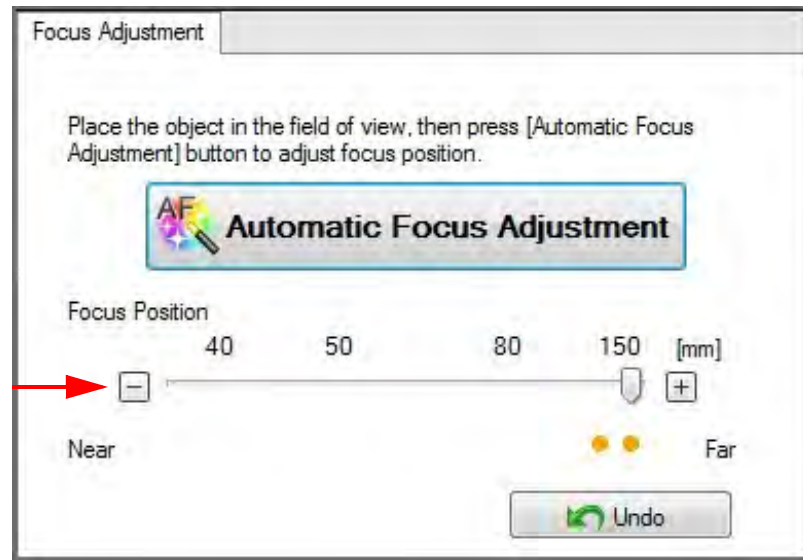 Focus Adjustment
Place the object in the field of view, then press [Automatic Focus
Adjustment] button to adjust focus position.
AF Automatic Focus Adjustment
Focus Position
40 50 80 150 [mm]
− +
Near Far
Undo